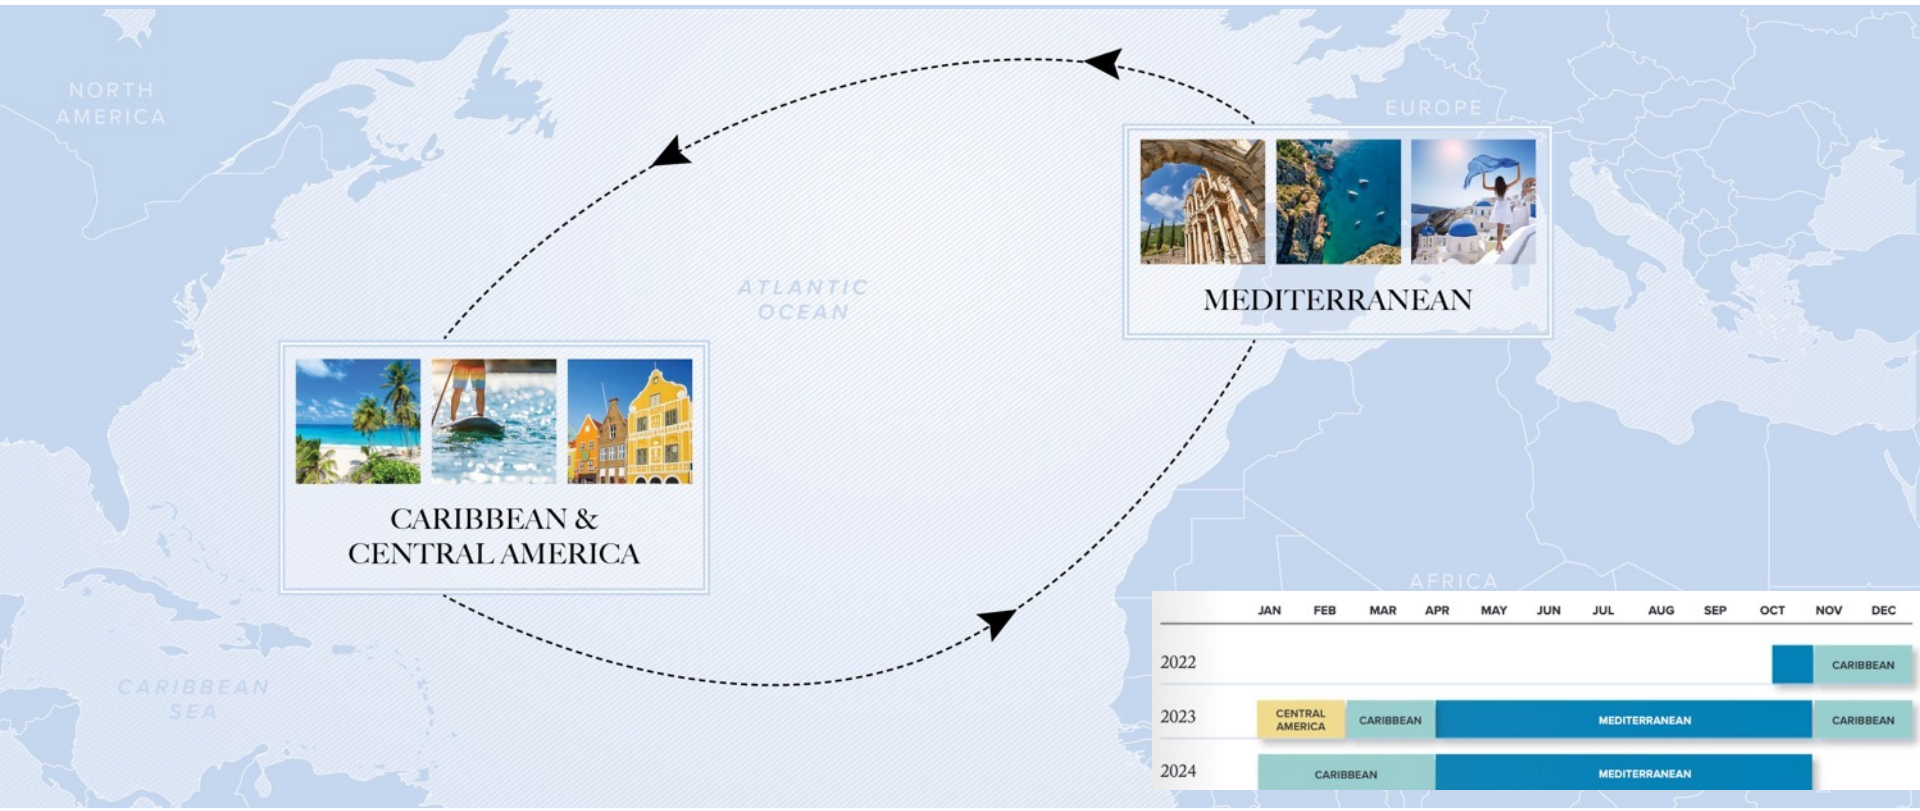 NORTH
AMERICA
EUROPE
MEDITERRANEAN
ATLANTIC
OCEAN
CARIBBEAN &
CENTRAL AMERICA
AFRICA
CARIBBEAN
SEA
JAN FEB MAR APR MAY JUN JUL AUG SEP OCT NOV DEC
2022 CARIBBEAN
2023 CENTRAL AMERICA CARIBBEAN MEDITERRANEAN CARIBBEAN
2024 CARIBBEAN MEDITERRANEAN